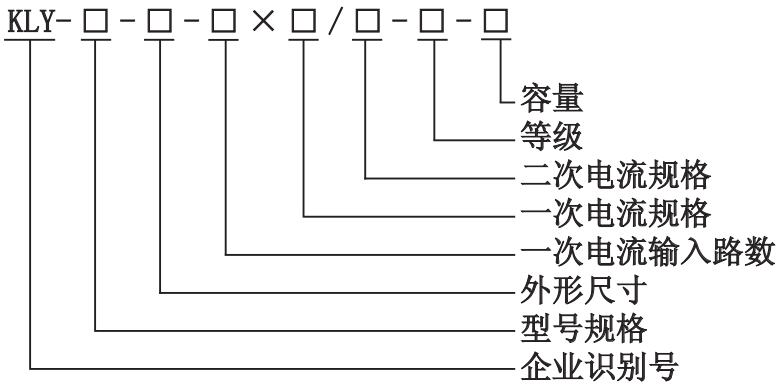 KLY-□-□-□×□/□-□-□
容量
等级
二次电流规格
一次电流规格
一次电流输入路数
外形尺寸
型号规格
企业识别号